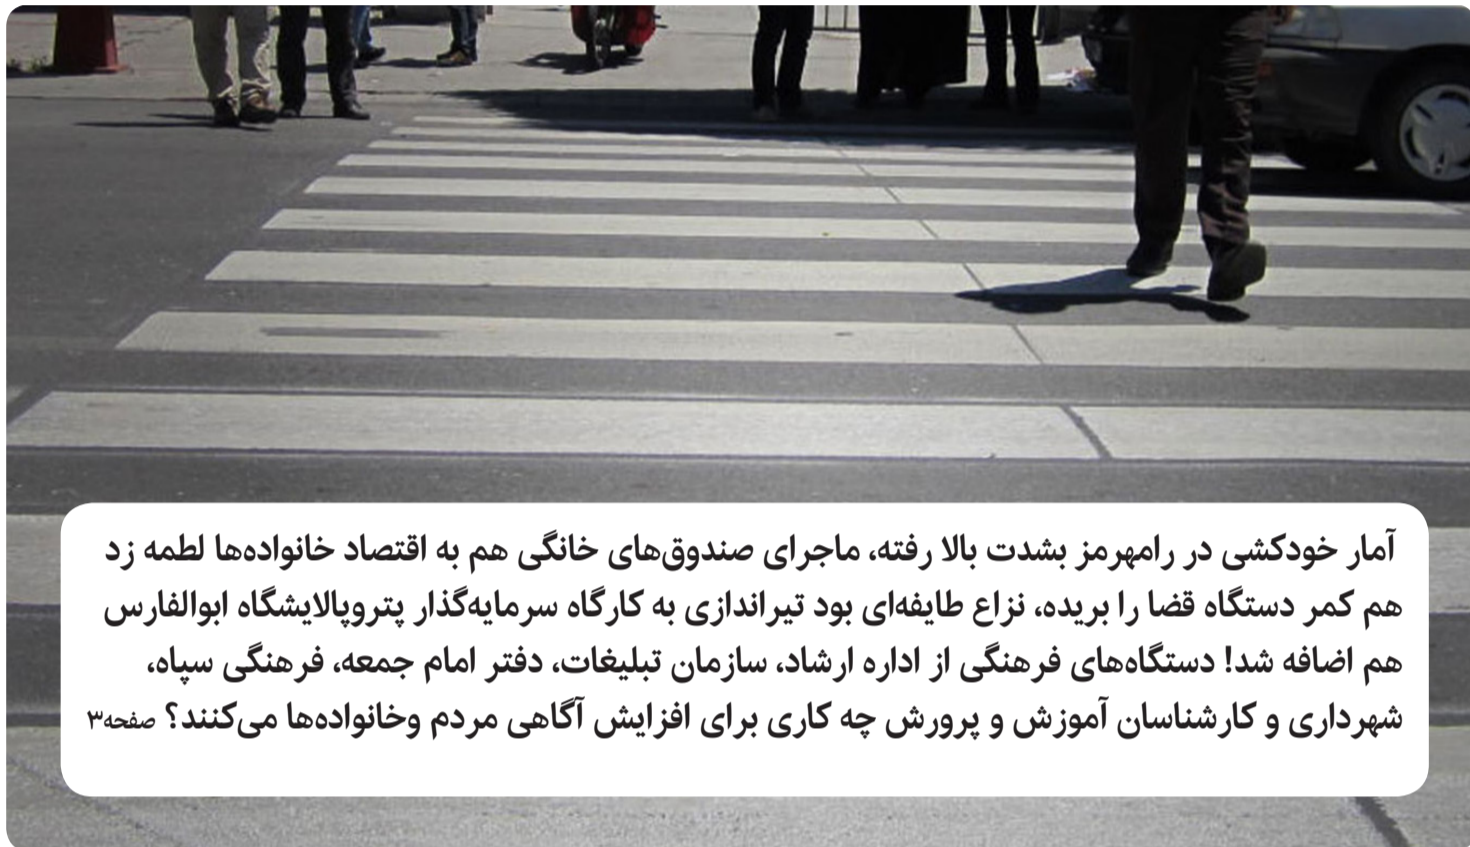 آمار خودکشی در رامهرمز بشدت بالا رفته، ماجرای صندوق‌های خانگی هم به اقتصاد خانواده‌ها لطمه زد
هم کمر دستگاه قضا را بریده، نزاع طایفه‌ای بود تیراندازی به کارگاه سرمایه‌گذار پتروپالایشگاه ابوالفارس
هم اضافه شد! دستگاه‌های فرهنگی از اداره ارشاد، سازمان تبلیغات، دفتر امام جمعه، فرهنگی سپاه،
شهرداری و کارشناسان آموزش و پرورش چه کاری برای افزایش آگاهی مردم وخانواده‌ها می‌کنند؟ صفحه۳